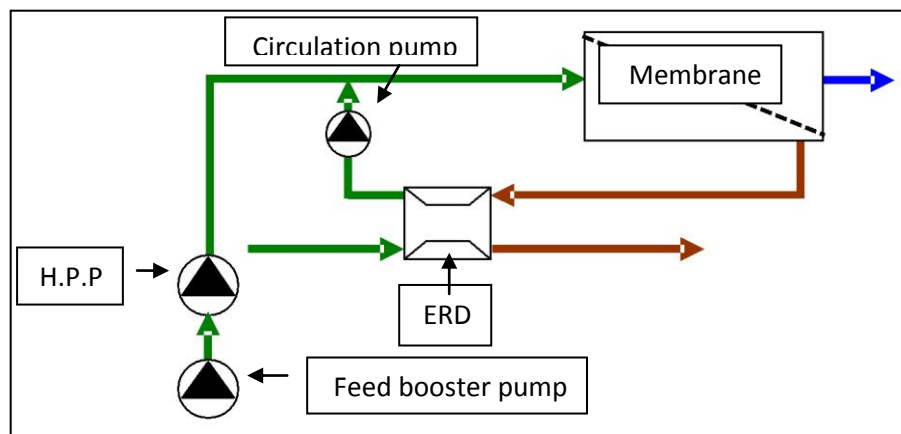 Circulation pump
Membrane
H.P.P
ERD
Feed booster pump